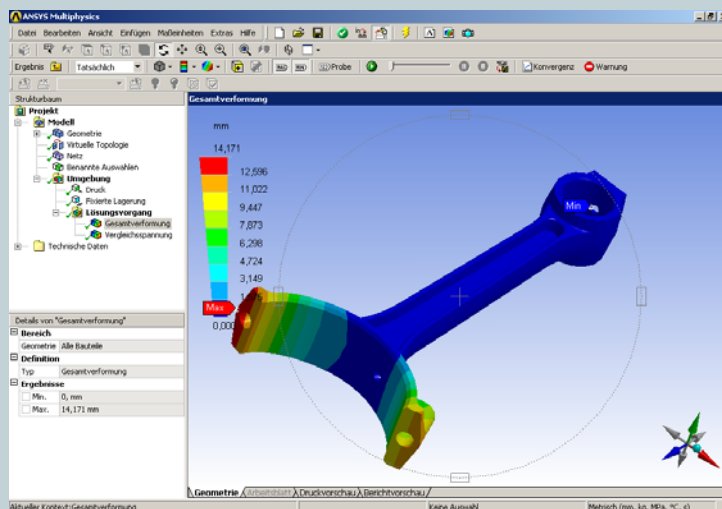 ANSYS Multiphysics
Datei Bearbeiten Ansicht Einfügen Maßeinheiten Extras Hilfe
Ergebnis Tatsächlich Probe Konvergenz Warnung
Strukturbaum
Projekt
Modell
Geometrie
Virtuelle Topologie
Netz
Benannte Auswahlen
Umgebung
Druck
Fixierte Lagerung
Lösungsvorgang
Gesamtverformung
Vergleichsspannung
Technische Daten
Details von "Gesamtverformung"
Bereich
Geometrie Alle Bauteile
Definition
Typ Gesamtverformung
Ergebnisse
Min. 0, mm
Max. 14,171 mm
Gesamtverformung
mm
14,171
12,596
11,022
9,447
7,873
6,298
4,724
3,149
Max
0,000
Min
Geometrie Arbeitsblatt Druckvorschau Berichtvorschau
Aktueller Kontext:Gesamtverformung Keine Auswahl Metrisch (mm, kg, MPa, °C, s)